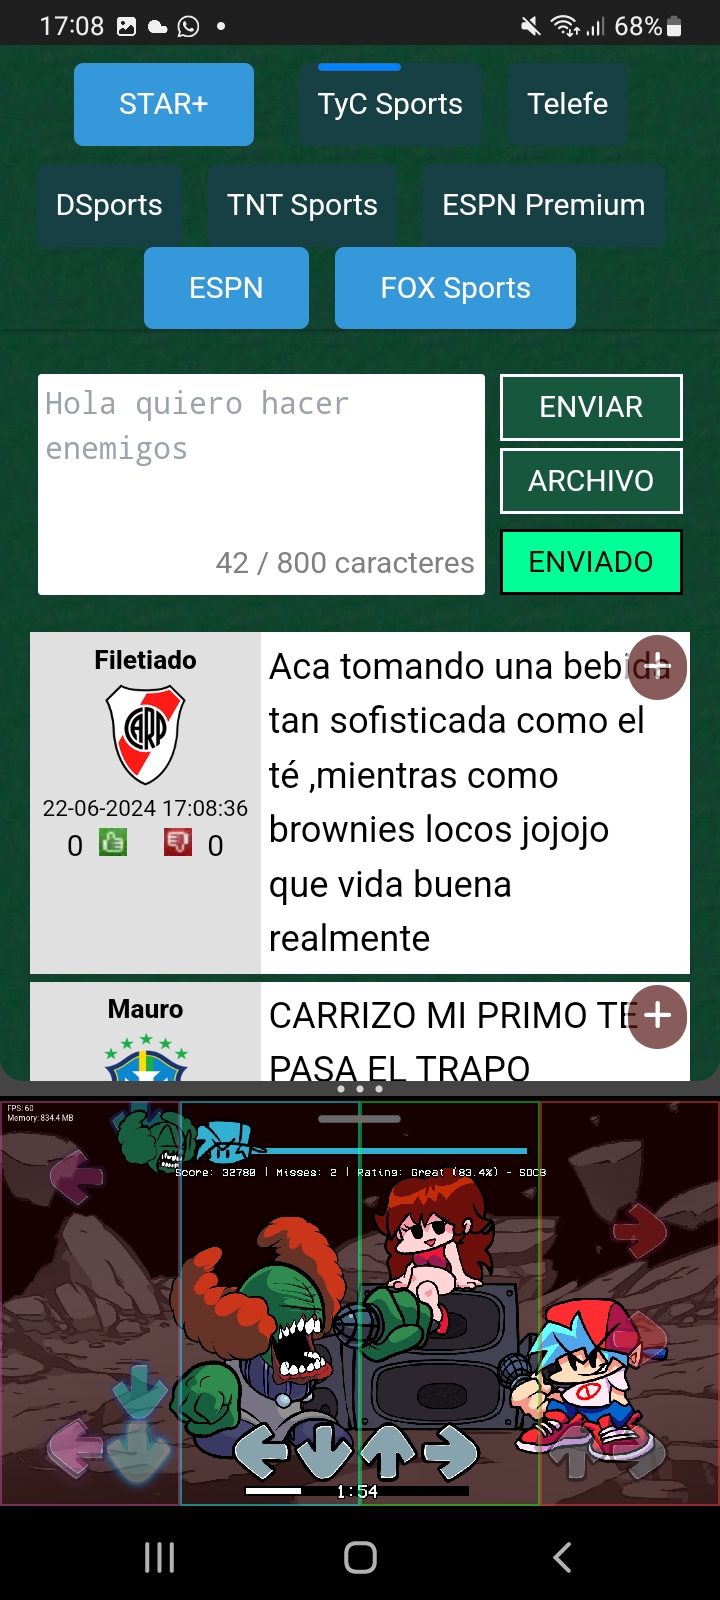 17:08
68%
STAR+
TyC Sports
Telefe
DSports
TNT Sports
ESPN Premium
ESPN
FOX Sports
Hola quiero hacer
enemigos
42 / 800 caracteres
ENVIAR
ARCHIVO
ENVIADO
Filetiado
CARP
22-06-2024 17:08:36
0
0
Aca tomando una bebida
tan sofisticada como el
té ,mientras como
brownies locos jojojo
que vida buena
realmente
Mauro
CARRIZO MI PRIMO TE
PASA EL TRAPO
FPS: 60
Memory: 834.4 MB
Score: 32780 | Misses: 2 | Rating: Great (83.4%) - SDCB
1:54